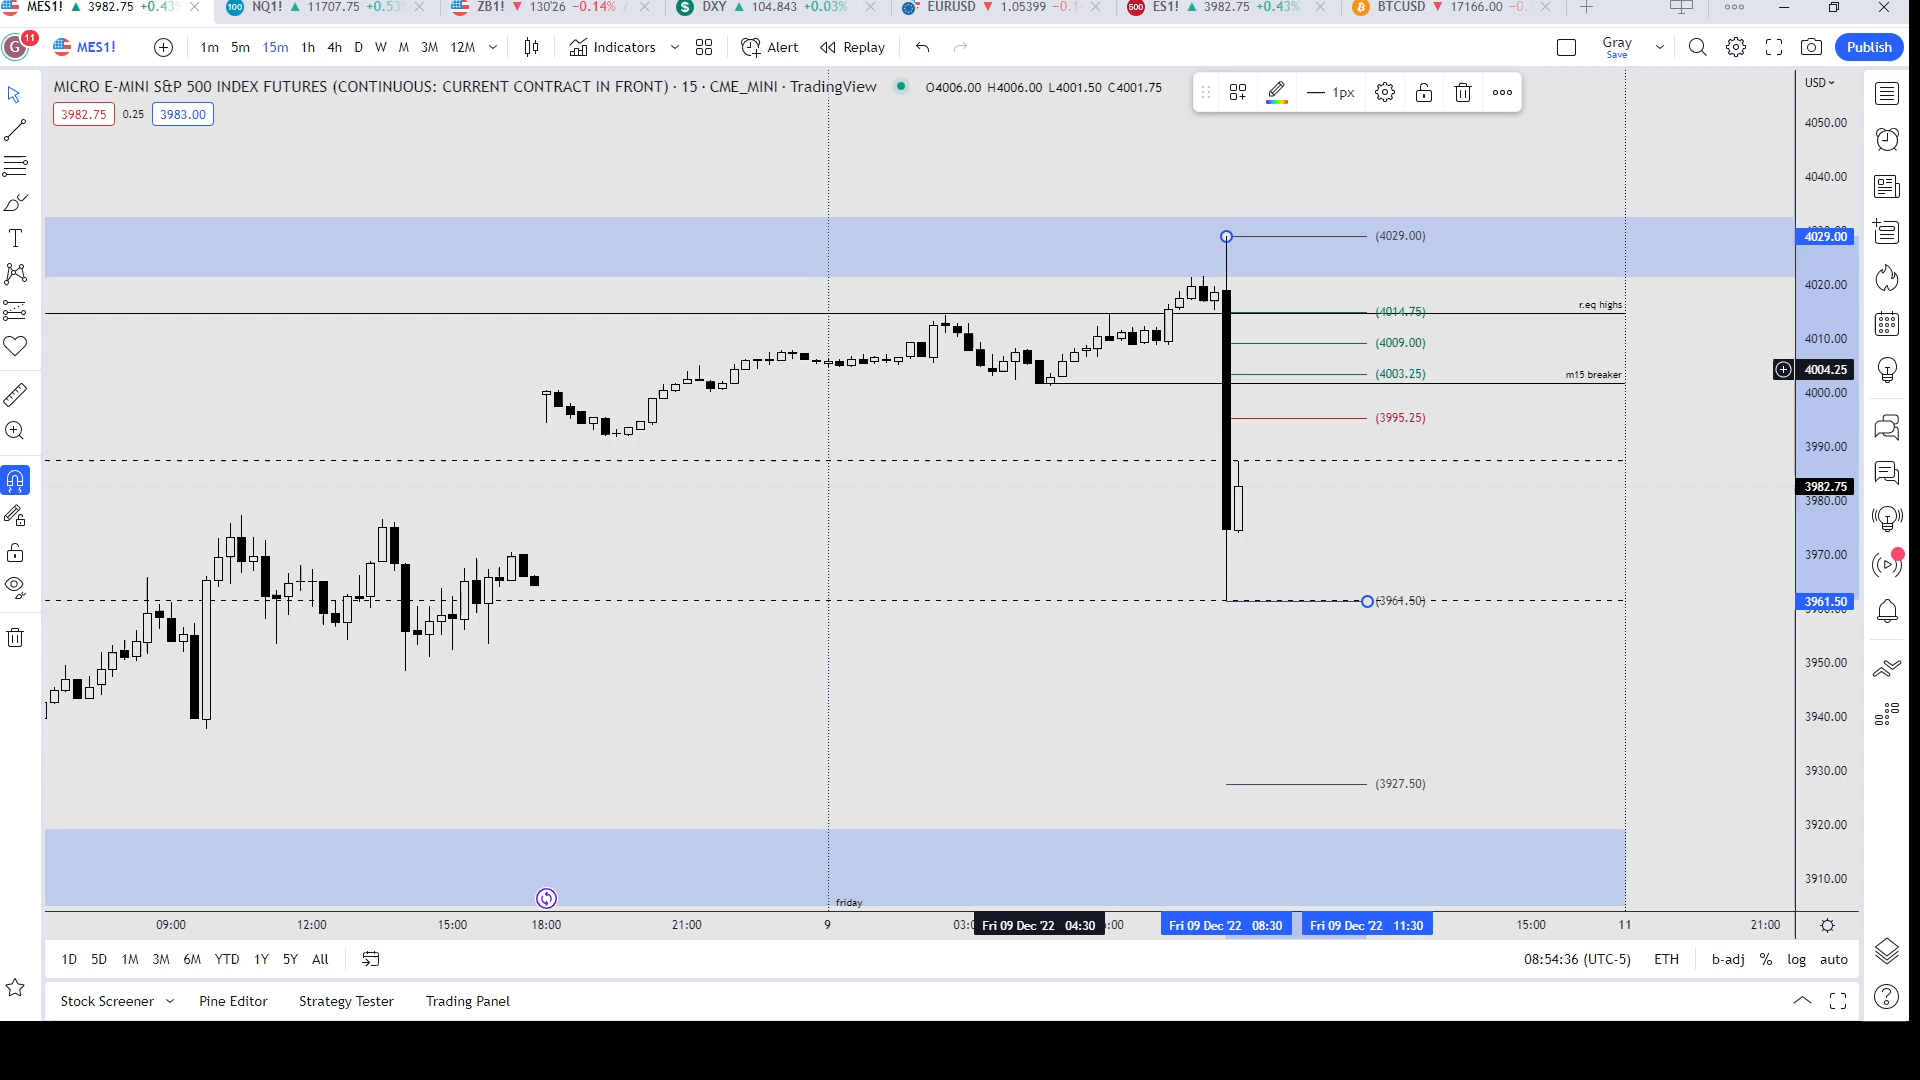 MES1! 3982.75 +0.43% NQ1! 11707.75 +0.53% ZB1! 130'26 −0.14% DXY 104.843 +0.03% EURUSD 1.05399 ES1! 3982.75 +0.43% BTCUSD 17166.00
G 11 MES1! 1m 5m 15m 1h 4h D W M 3M 12M Indicators Alert Replay Gray Save Publish
MICRO E-MINI S&P 500 INDEX FUTURES (CONTINUOUS: CURRENT CONTRACT IN FRONT) · 15 · CME_MINI · TradingView O4006.00 H4006.00 L4001.50 C4001.75
1px
USD
3982.75 0.25 3983.00
4050.00
4040.00
(4029.00) 4029.00
4020.00
r.eq highs
(4014.75)
4010.00
(4009.00)
4004.25
(4003.25) m15 breaker
4000.00
(3995.25)
3990.00
3982.75
3980.00
3970.00
(3961.50) 3961.50
3950.00
3940.00
3930.00
(3927.50)
3920.00
3910.00
friday
09:00 12:00 15:00 18:00 21:00 9 Fri 09 Dec '22 04:30 Fri 09 Dec '22 08:30 Fri 09 Dec '22 11:30 15:00 11 21:00
1D 5D 1M 3M 6M YTD 1Y 5Y All 08:54:36 (UTC-5) ETH b-adj % log auto
Stock Screener Pine Editor Strategy Tester Trading Panel